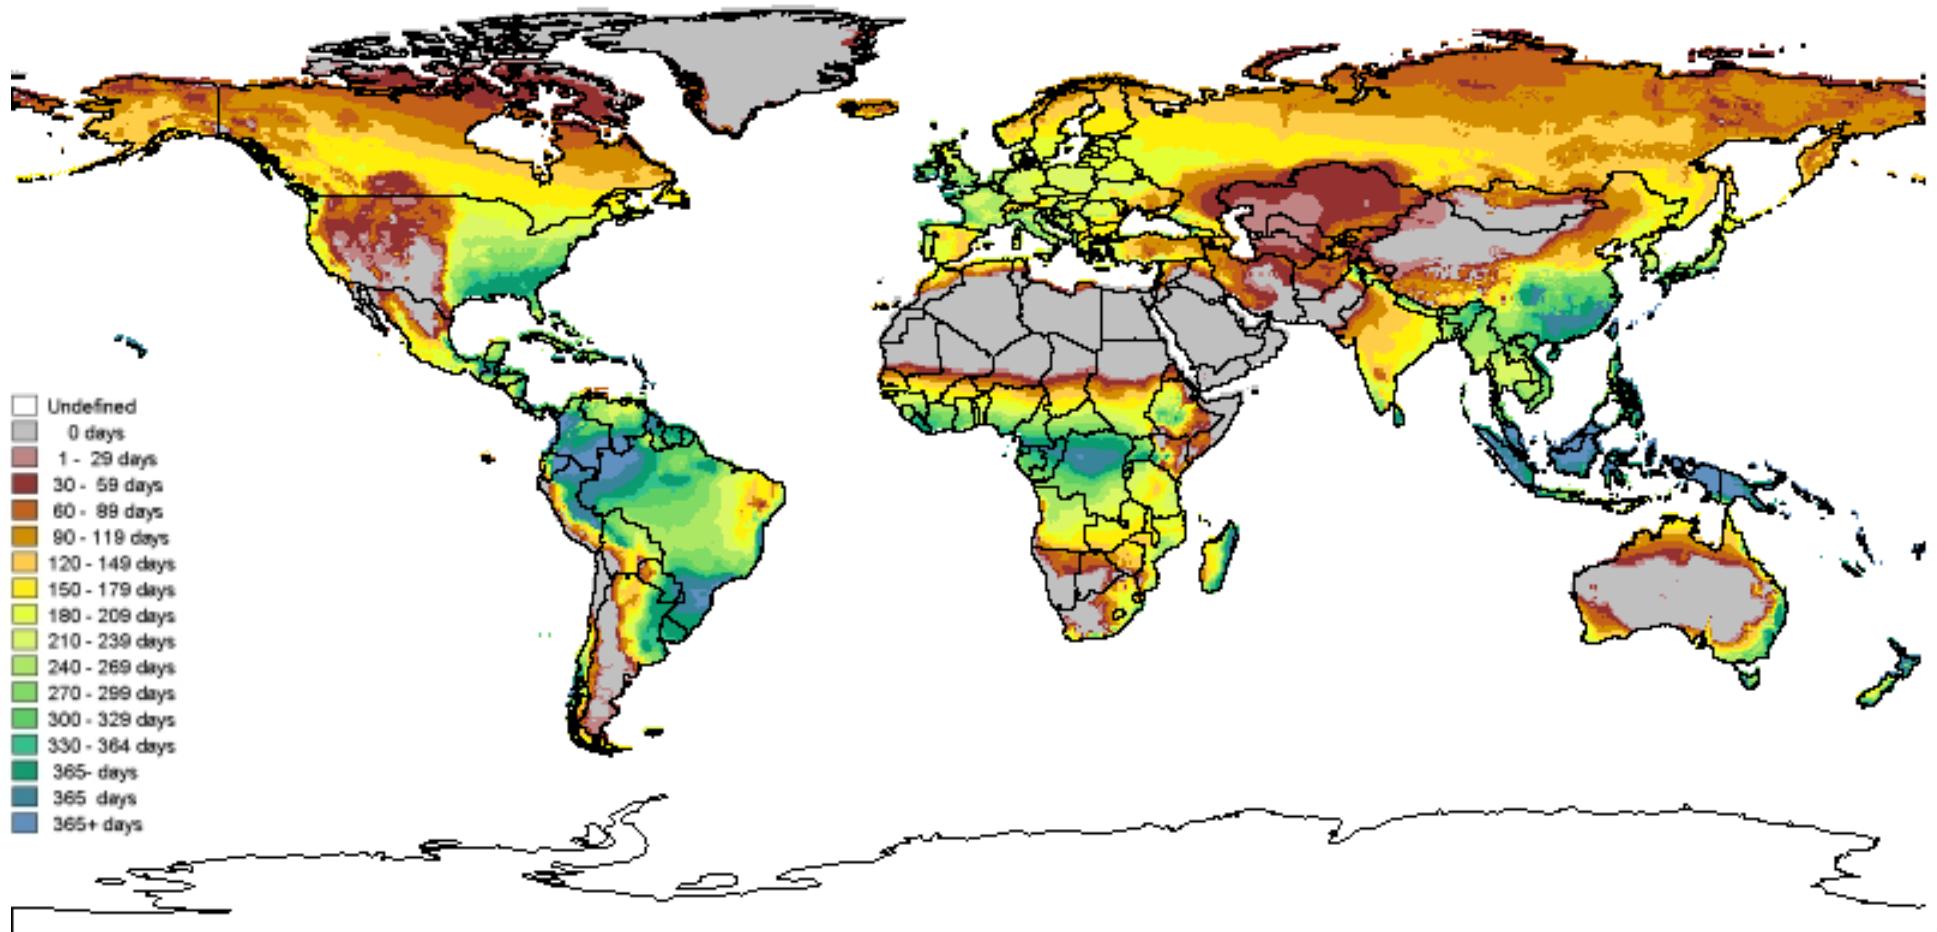 Undefined
0 days
1 - 29 days
30 - 59 days
60 - 89 days
90 - 119 days
120 - 149 days
150 - 179 days
180 - 209 days
210 - 239 days
240 - 269 days
270 - 299 days
300 - 329 days
330 - 364 days
365- days
365 days
365+ days